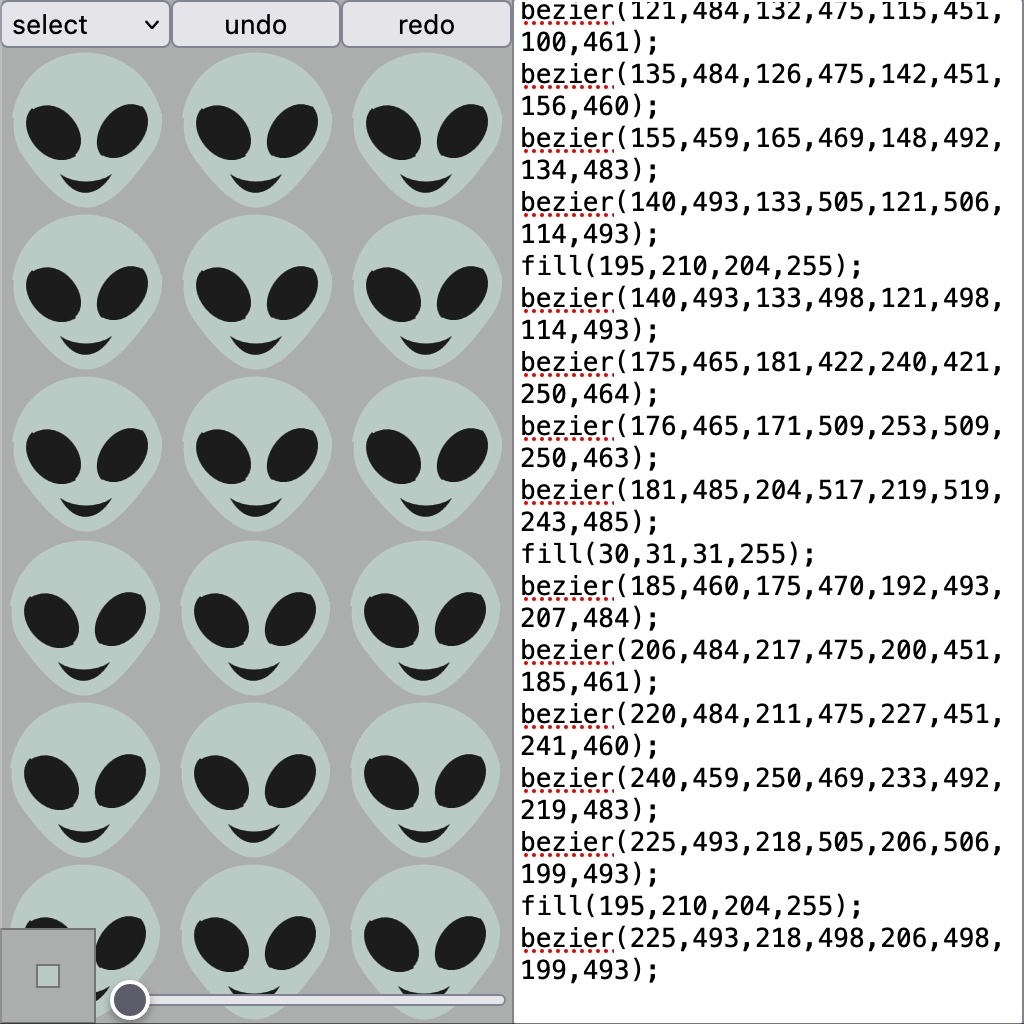 select
undo
redo
bezier(121,484,132,475,115,451,
100,461);
bezier(135,484,126,475,142,451,
156,460);
bezier(155,459,165,469,148,492,
134,483);
bezier(140,493,133,505,121,506,
114,493);
fill(195,210,204,255);
bezier(140,493,133,498,121,498,
114,493);
bezier(175,465,181,422,240,421,
250,464);
bezier(176,465,171,509,253,509,
250,463);
bezier(181,485,204,517,219,519,
243,485);
fill(30,31,31,255);
bezier(185,460,175,470,192,493,
207,484);
bezier(206,484,217,475,200,451,
185,461);
bezier(220,484,211,475,227,451,
241,460);
bezier(240,459,250,469,233,492,
219,483);
bezier(225,493,218,505,206,506,
199,493);
fill(195,210,204,255);
bezier(225,493,218,498,206,498,
199,493);